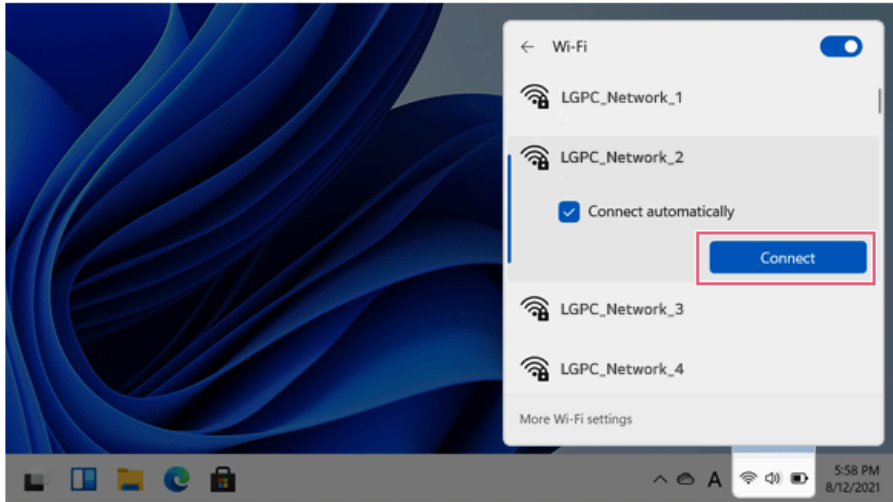 Wi-Fi
LGPC_Network_1
LGPC_Network_2
Connect automatically
Connect
LGPC_Network_3
LGPC_Network_4
More Wi-Fi settings
A
5:58 PM
8/12/2021